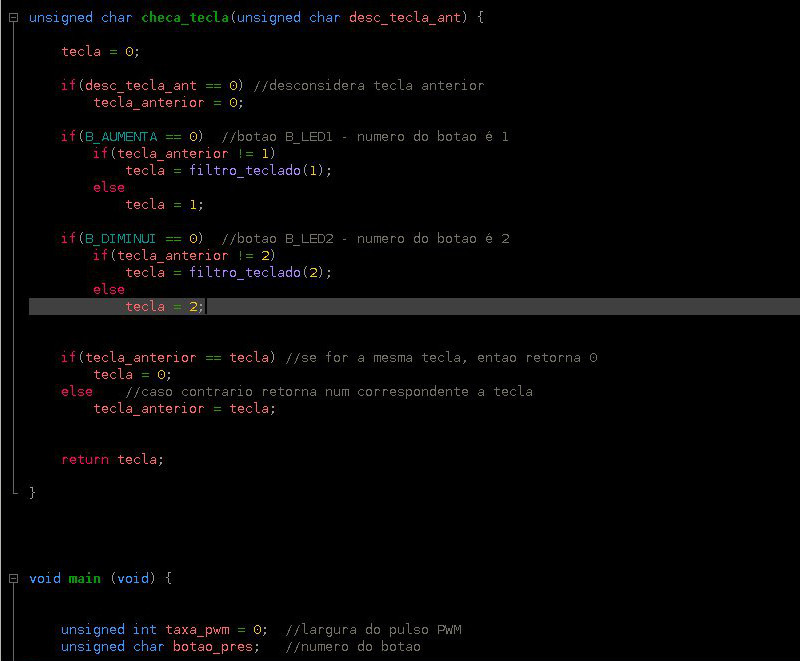 unsigned char checa_tecla(unsigned char desc_tecla_ant) {
tecla = 0;
if(desc_tecla_ant == 0) //desconsidera tecla anterior
tecla_anterior = 0;
if(B_AUMENTA == 0)  //botao B_LED1 - numero do botao é 1
if(tecla_anterior != 1)
tecla = filtro_teclado(1);
else
tecla = 1;
if(B_DIMINUI == 0)  //botao B_LED2 - numero do botao é 2
if(tecla_anterior != 2)
tecla = filtro_teclado(2);
else
tecla = 2;
if(tecla_anterior == tecla) //se for a mesma tecla, entao retorna 0
tecla = 0;
else    //caso contrario retorna num correspondente a tecla
tecla_anterior = tecla;
return tecla;
}
void main (void) {
unsigned int taxa_pwm = 0;  //largura do pulso PWM
unsigned char botao_pres;   //numero do botao